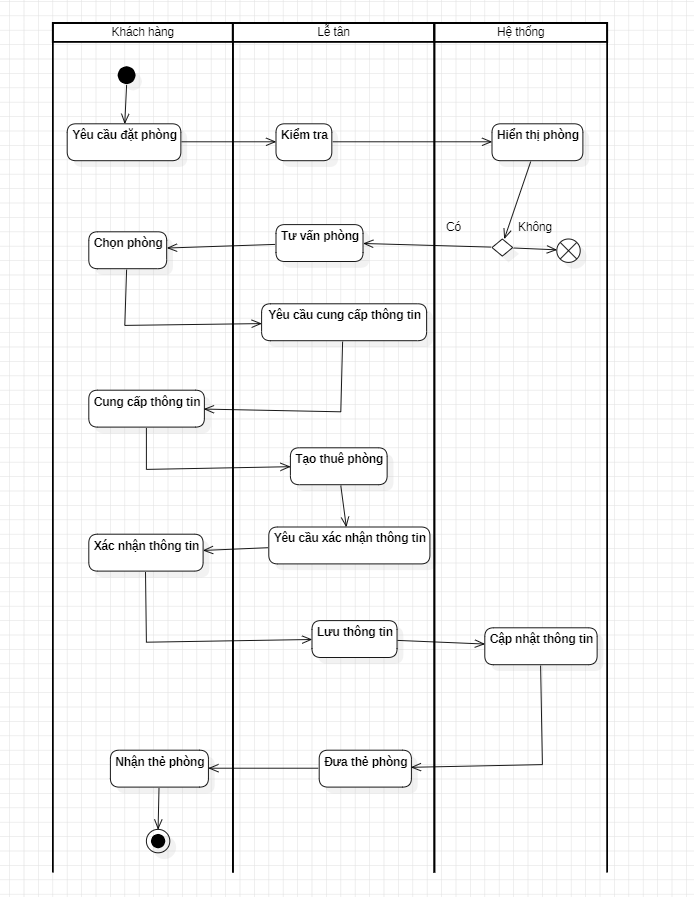 Khách hàng
Lễ tân
Hệ thống
Yêu cầu đặt phòng
Kiểm tra
Hiển thị phòng
Có
Không
Tư vấn phòng
Chọn phòng
Yêu cầu cung cấp thông tin
Cung cấp thông tin
Tạo thuê phòng
Yêu cầu xác nhận thông tin
Xác nhận thông tin
Lưu thông tin
Cập nhật thông tin
Nhận thẻ phòng
Đưa thẻ phòng